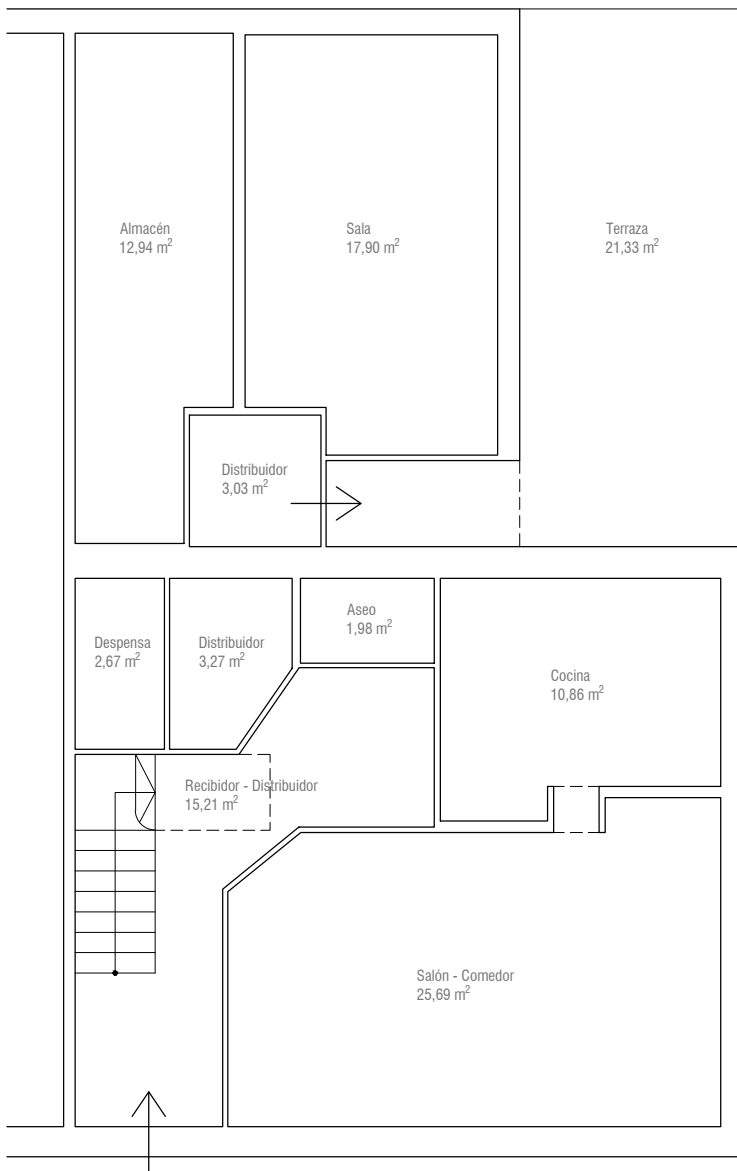 Almacén
12,94 m²
Sala
17,90 m²
Terraza
21,33 m²
Distribuidor
3,03 m²
Despensa
2,67 m²
Distribuidor
3,27 m²
Aseo
1,98 m²
Cocina
10,86 m²
Recibidor - Distribuidor
15,21 m²
Salón - Comedor
25,69 m²